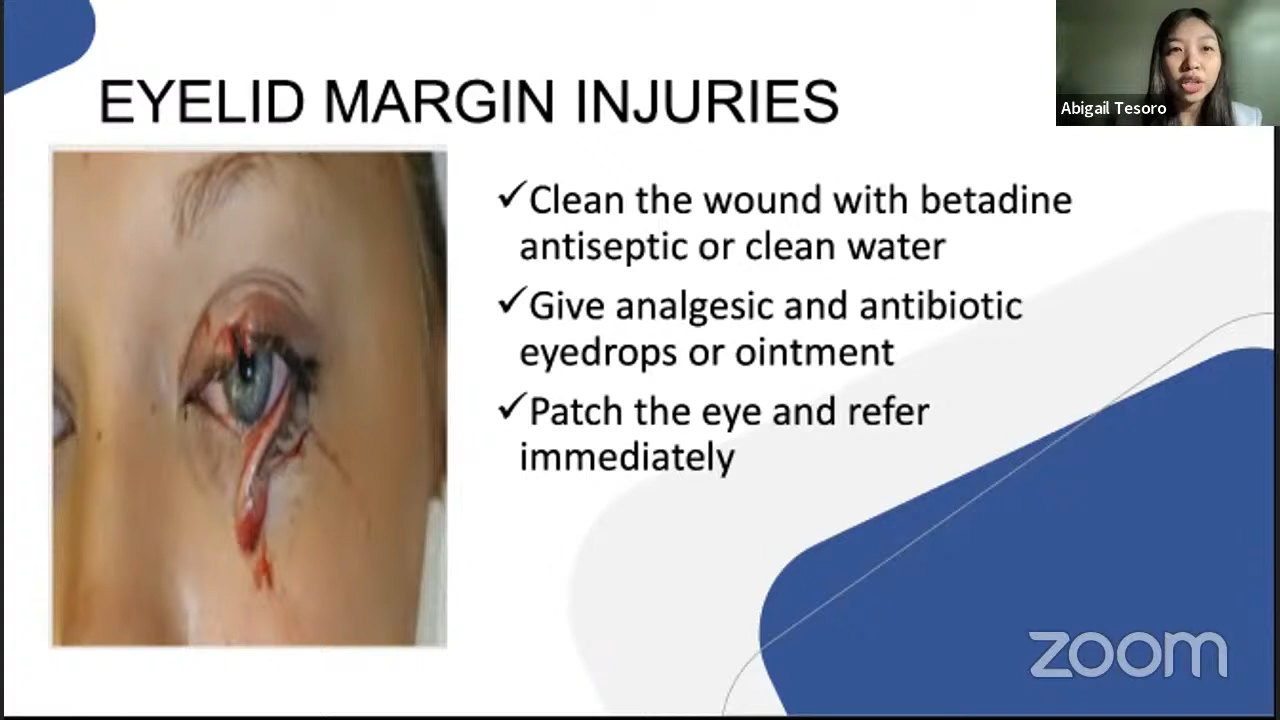 EYELID MARGIN INJURIES
Abigail Tesoro
✓Clean the wound with betadine
antiseptic or clean water
✓Give analgesic and antibiotic
eyedrops or ointment
✓Patch the eye and refer
immediately
zoom